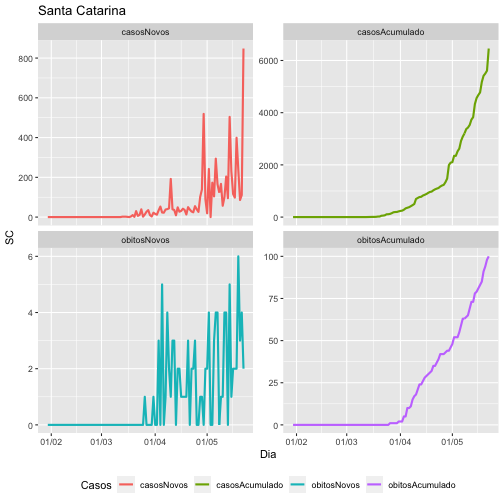 Santa Catarina
casosNovos
casosAcumulado
800
600
400
200
0
6000
4000
2000
0
SC
obitosNovos
obitosAcumulado
6
4
2
0
100
75
50
25
0
01/02 01/03 01/04 01/05
01/02 01/03 01/04 01/05
Dia
Casos casosNovos casosAcumulado obitosNovos obitosAcumulado